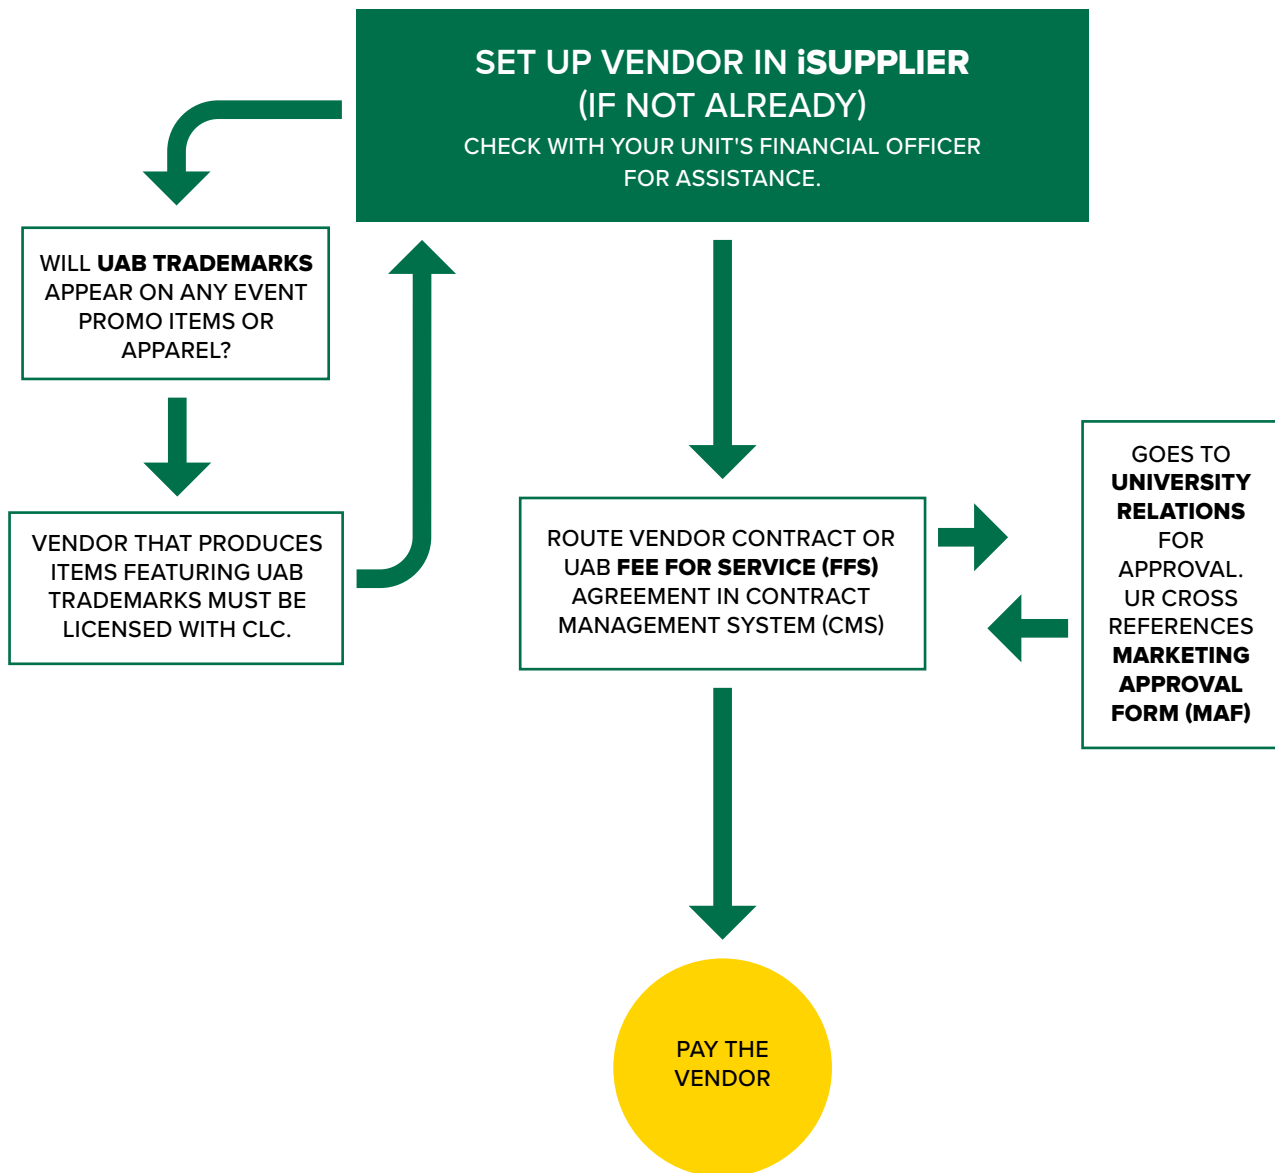 SET UP VENDOR IN iSUPPLIER
(IF NOT ALREADY)
CHECK WITH YOUR UNIT'S FINANCIAL OFFICER
FOR ASSISTANCE.
WILL UAB TRADEMARKS
APPEAR ON ANY EVENT
PROMO ITEMS OR
APPAREL?
VENDOR THAT PRODUCES
ITEMS FEATURING UAB
TRADEMARKS MUST BE
LICENSED WITH CLC.
ROUTE VENDOR CONTRACT OR
UAB FEE FOR SERVICE (FFS)
AGREEMENT IN CONTRACT
MANAGEMENT SYSTEM (CMS)
GOES TO
UNIVERSITY
RELATIONS
FOR
APPROVAL.
UR CROSS
REFERENCES
MARKETING
APPROVAL
FORM (MAF)
PAY THE
VENDOR